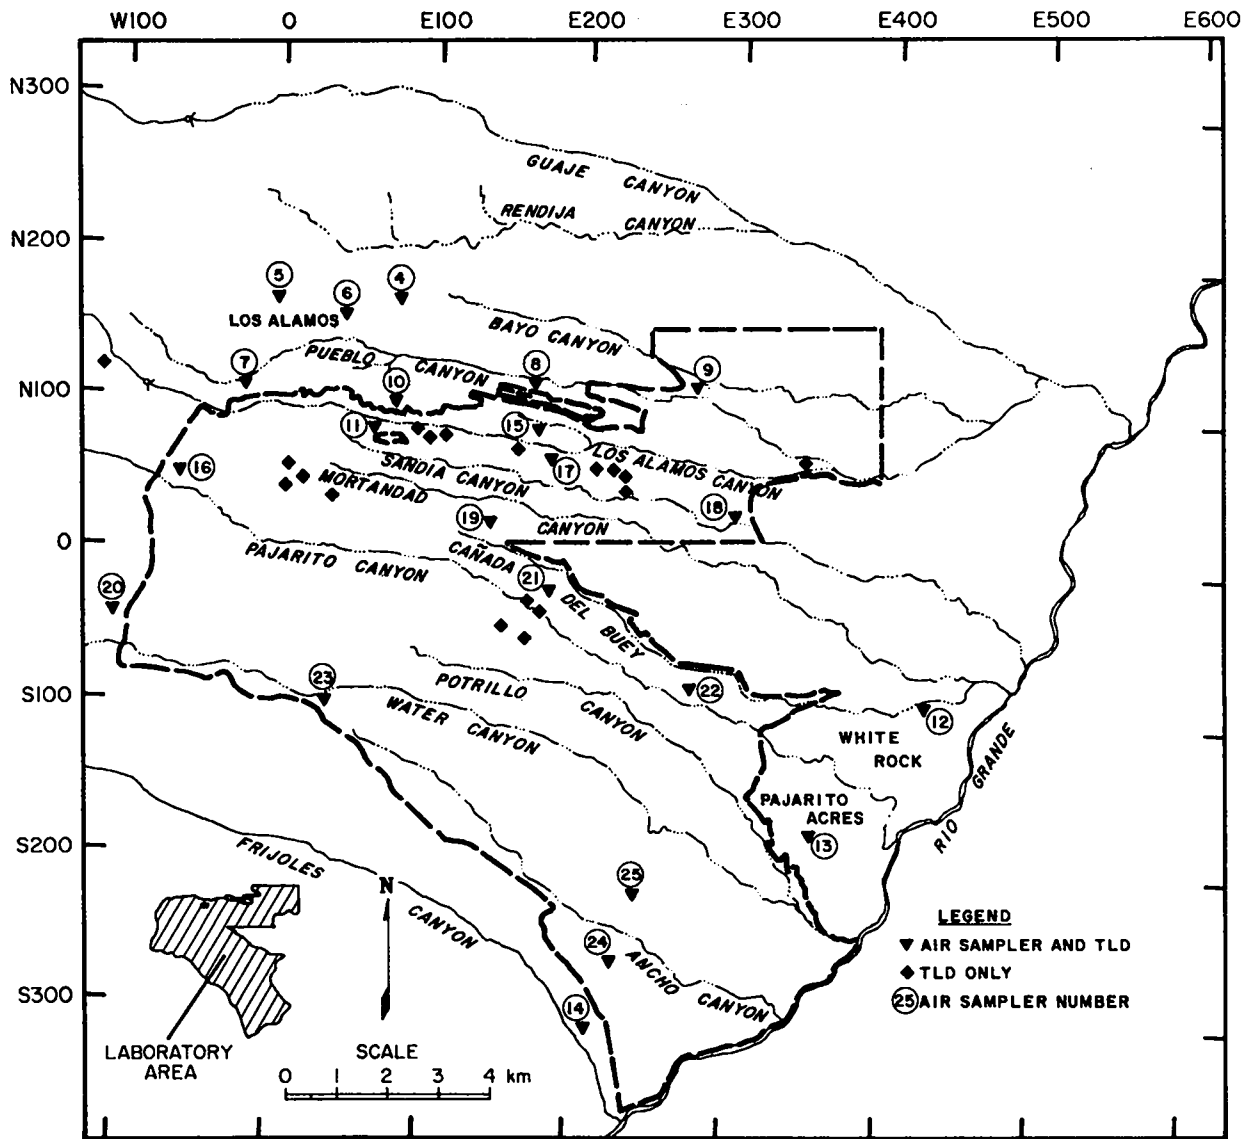 W100 0 E100 E200 E300 E400 E500 E600
N300
GUAJE CANYON
RENDIJA CANYON
N200
5
6
4
LOS ALAMOS
BAYO CANYON
PUEBLO CANYON
7
8
9
N100
10
11
15
LOS ALAMOS CANYON
16
SANDIA CANYON
17
MORTANDAD CANYON
18
19
0
PAJARITO CANYON
CAÑADA DEL BUEY
20
21
S100
23
POTRILLO CANYON
22
12
WATER CANYON
WHITE
ROCK
RIO GRANDE
PAJARITO
ACRES
13
S200
FRIJOLES CANYON
N
25
24
ANCHO CANYON
LEGEND
AIR SAMPLER AND TLD
TLD ONLY
25 AIR SAMPLER NUMBER
S300
14
LABORATORY
AREA
SCALE
0 1 2 3 4 km